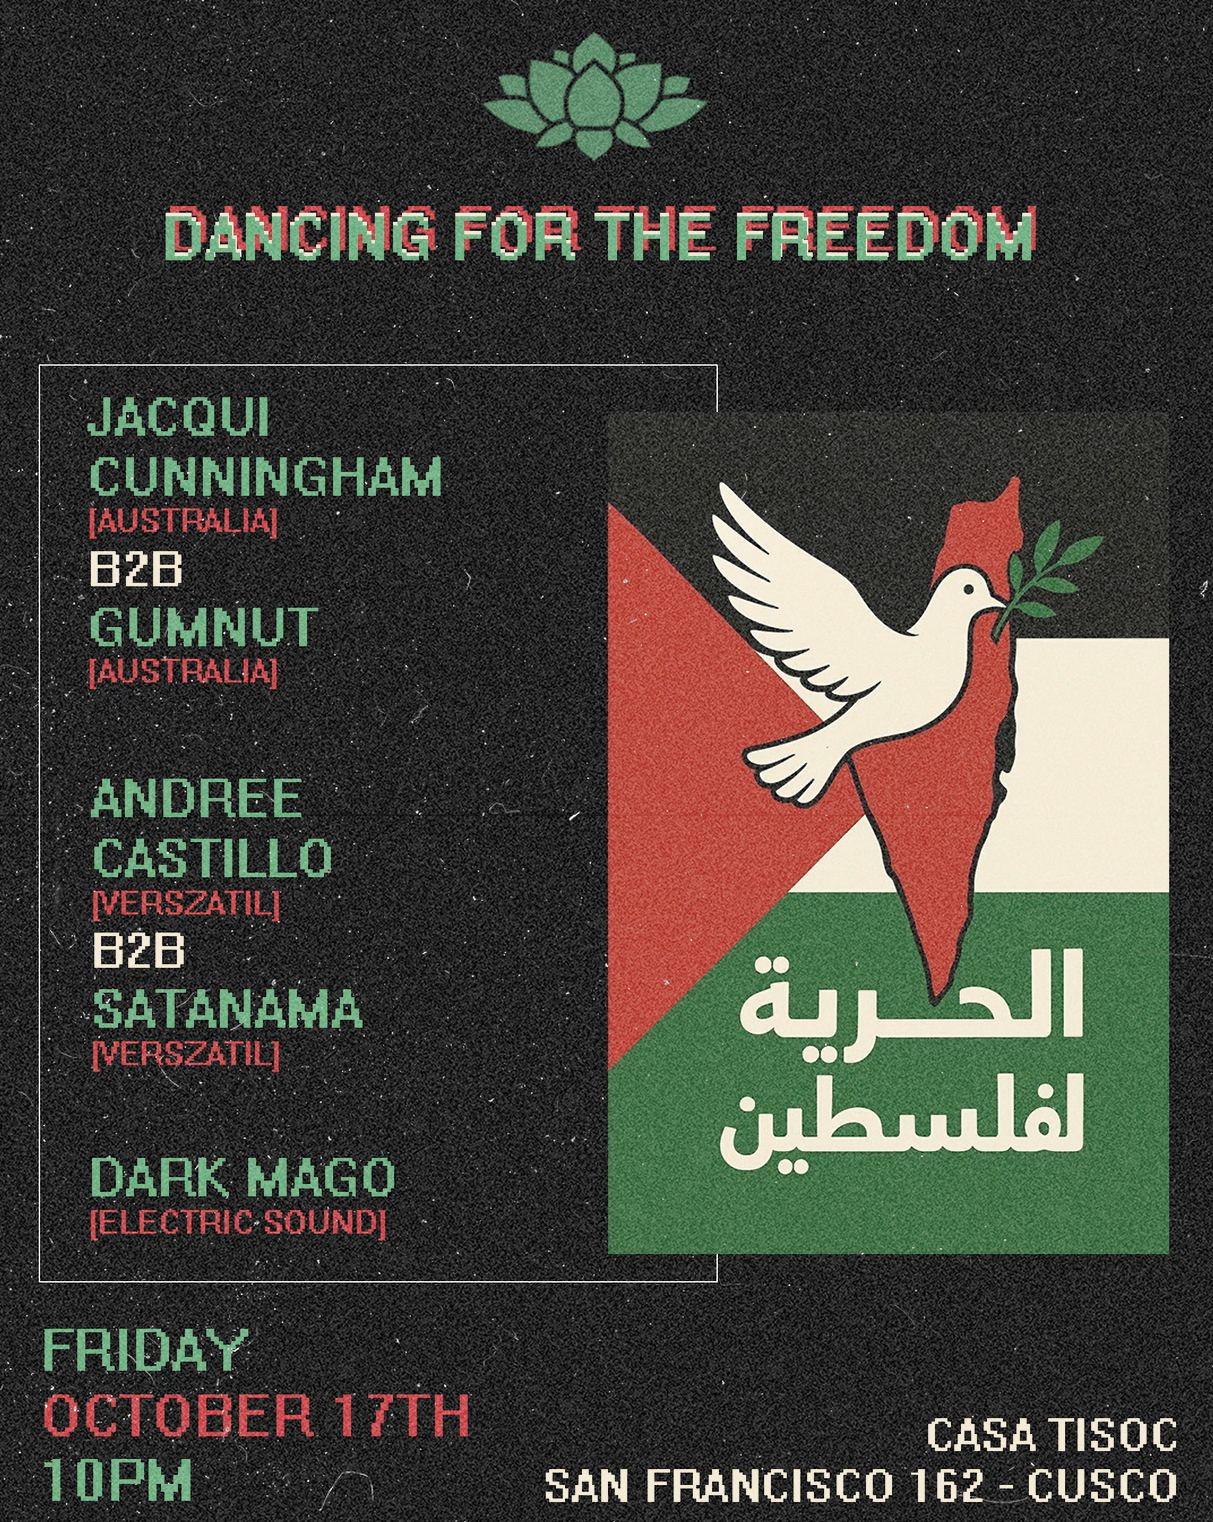 DANCING FOR THE FREEDOM
JACQUI
CUNNINGHAM
[AUSTRALIA]
B2B
GUMNUT
[AUSTRALIA]
ANDREE
CASTILLO
[VERSZATIL]
B2B
SATANAMA
[VERSZATIL]
DARK MAGO
[ELECTRIC SOUND]
الحرية
لفلسطين
FRIDAY
OCTOBER 17TH
10PM
CASA TISOC
SAN FRANCISCO 162 - CUSCO